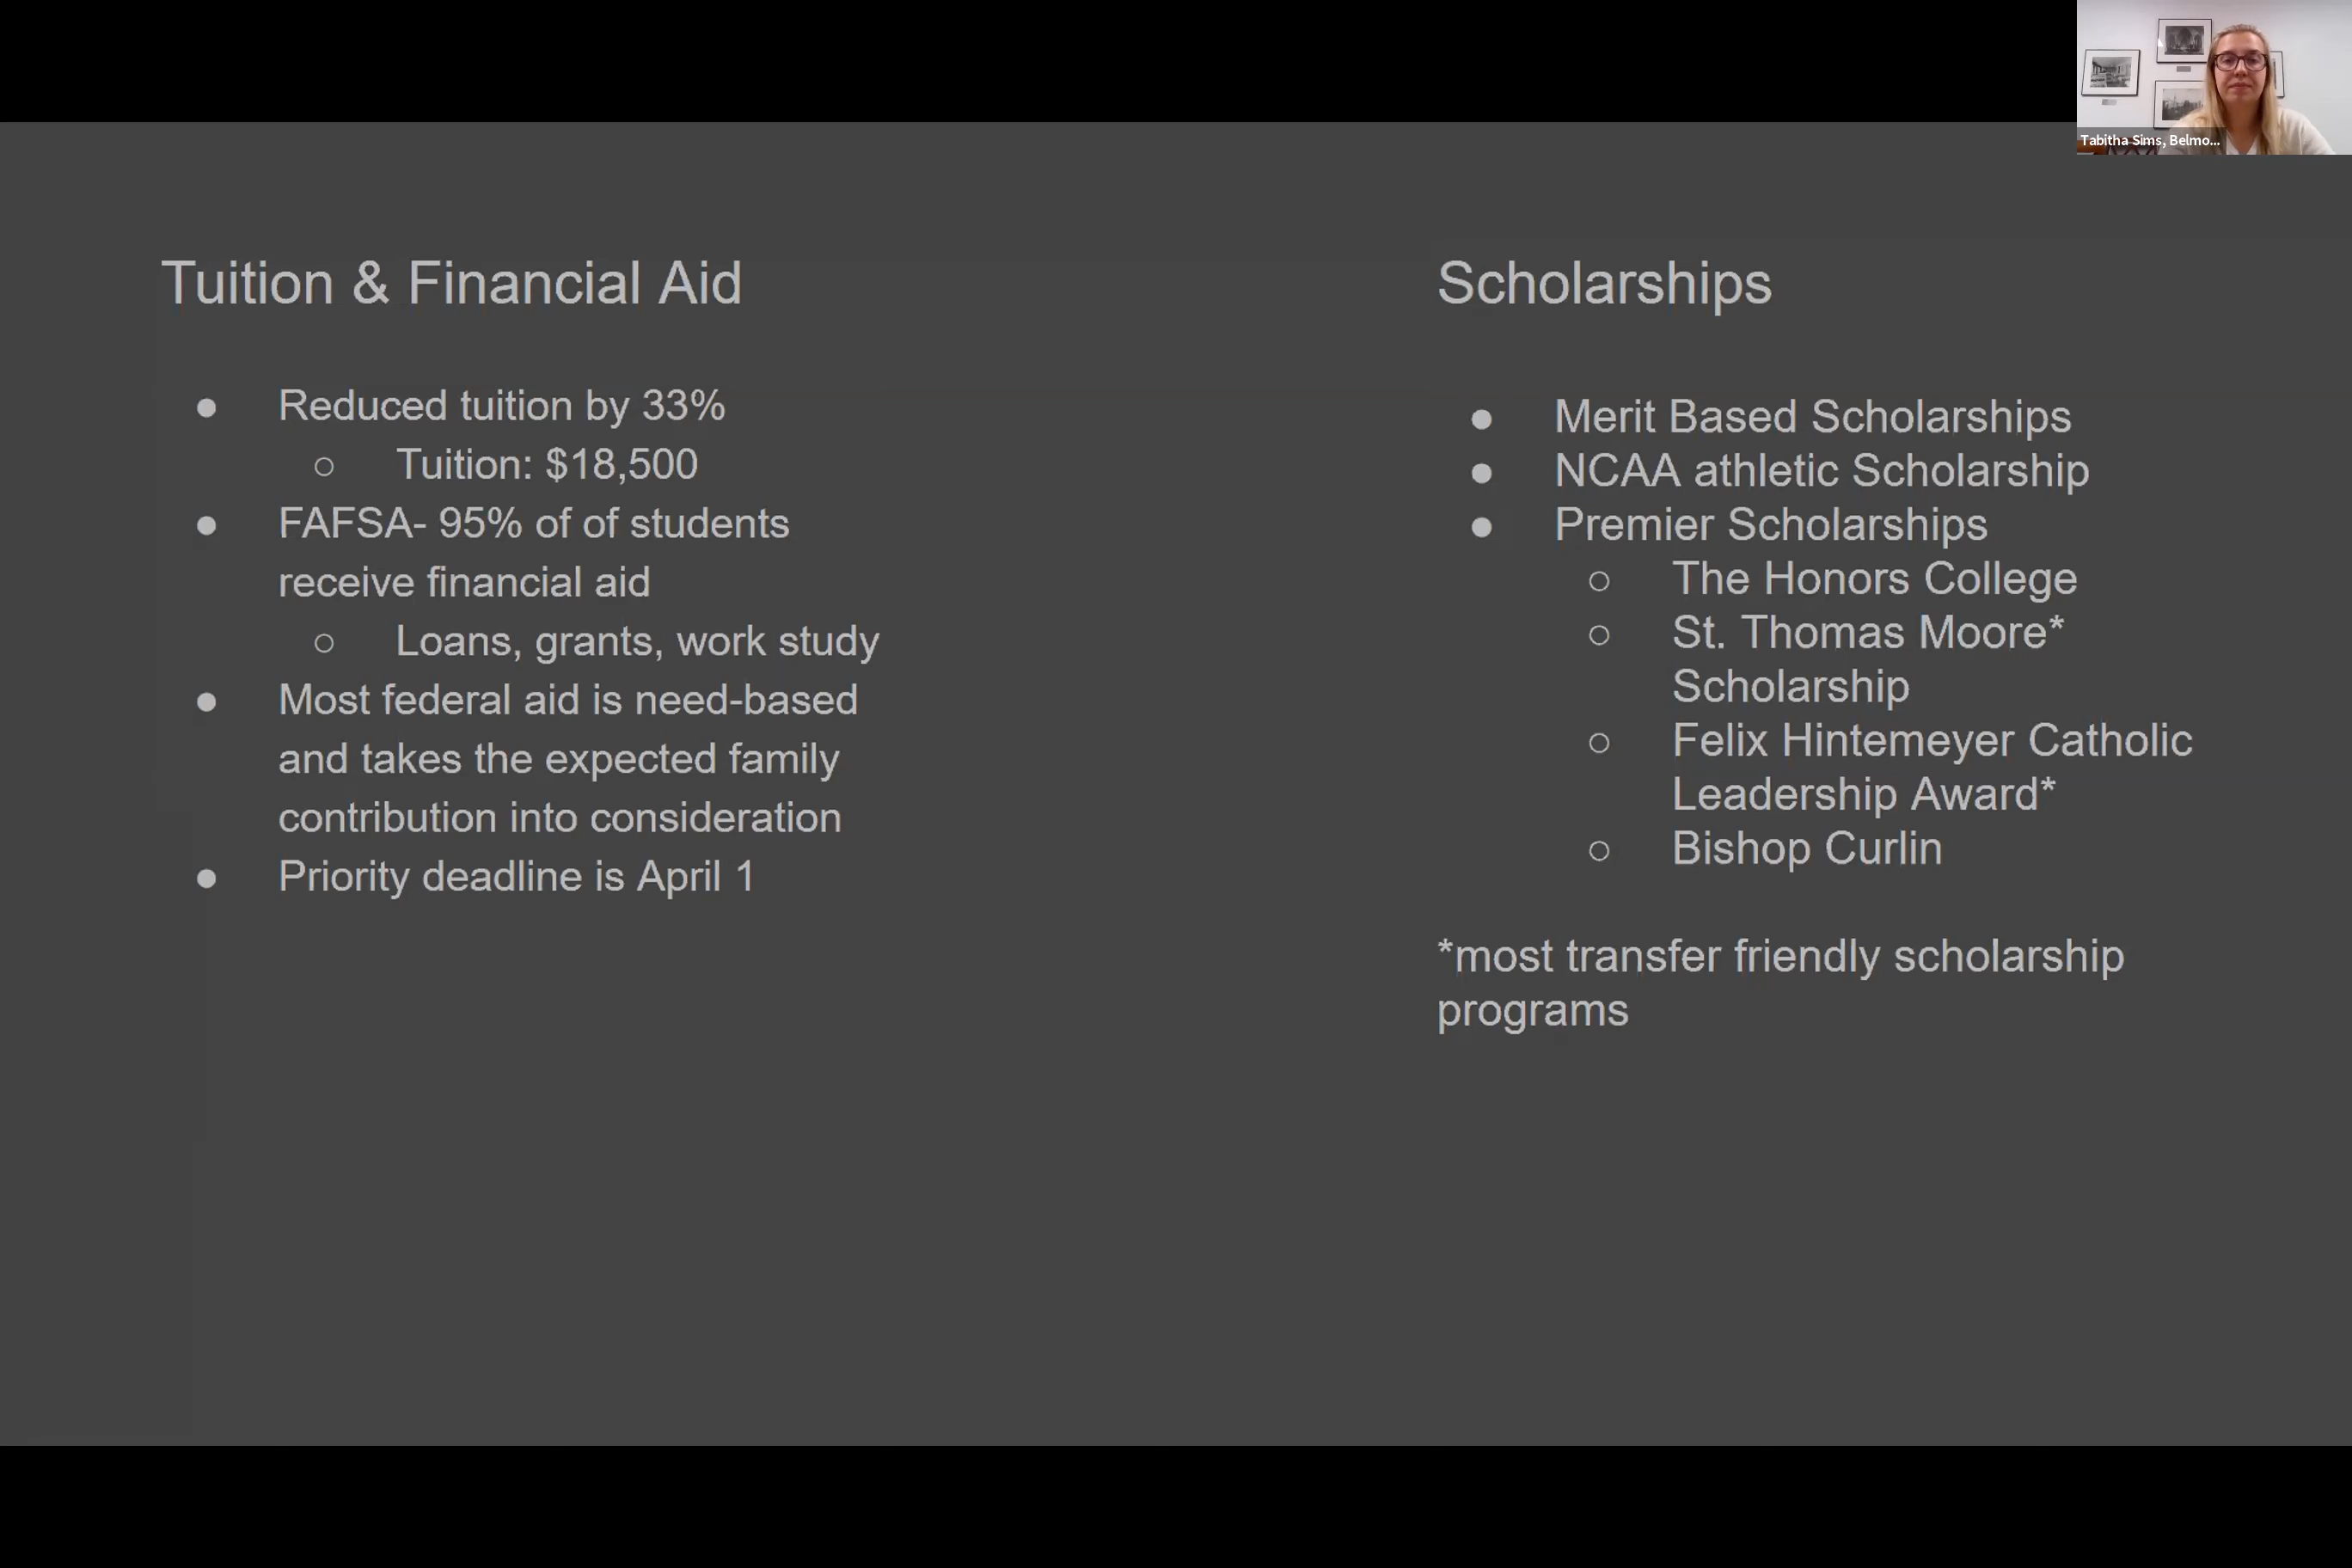 Tabitha Sims, Belmo...
Tuition & Financial Aid
● Reduced tuition by 33%
○ Tuition: $18,500
● FAFSA- 95% of of students
receive financial aid
○ Loans, grants, work study
● Most federal aid is need-based
and takes the expected family
contribution into consideration
● Priority deadline is April 1
Scholarships
● Merit Based Scholarships
● NCAA athletic Scholarship
● Premier Scholarships
○ The Honors College
○ St. Thomas Moore*
Scholarship
○ Felix Hintemeyer Catholic
Leadership Award*
○ Bishop Curlin
*most transfer friendly scholarship
programs